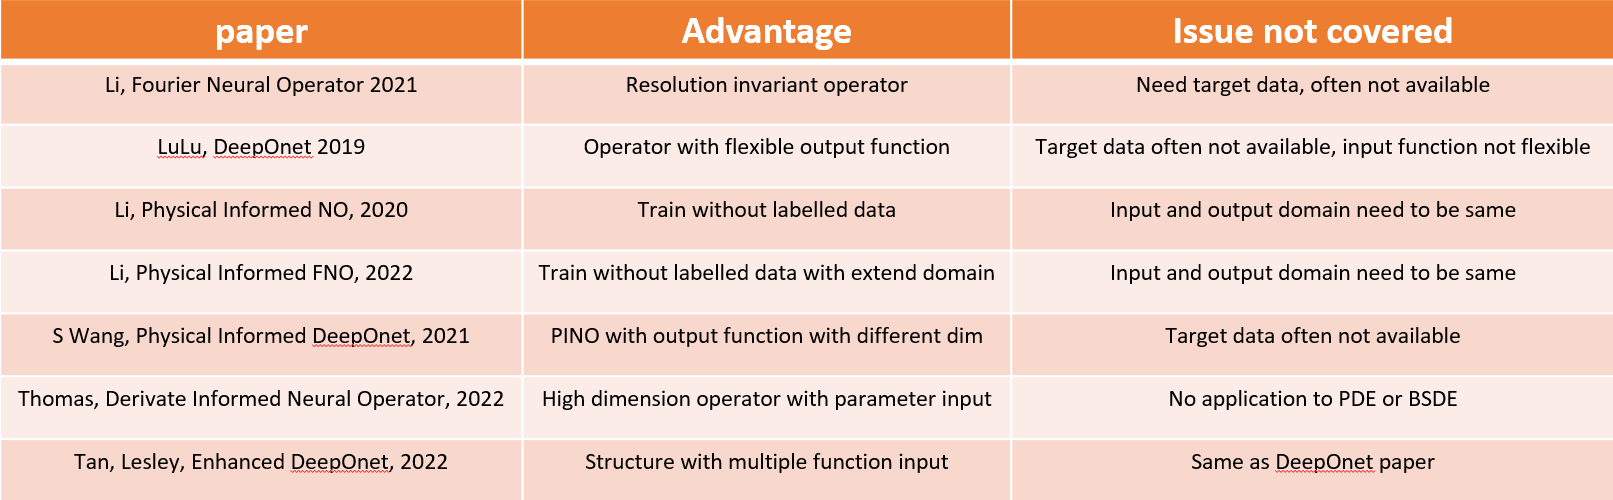 paper Advantage Issue not covered
Li, Fourier Neural Operator 2021 Resolution invariant operator Need target data, often not available
LuLu, DeepOnet 2019 Operator with flexible output function Target data often not available, input function not flexible
Li, Physical Informed NO, 2020 Train without labelled data Input and output domain need to be same
Li, Physical Informed FNO, 2022 Train without labelled data with extend domain Input and output domain need to be same
S Wang, Physical Informed DeepOnet, 2021 PINO with output function with different dim Target data often not available
Thomas, Derivate Informed Neural Operator, 2022 High dimension operator with parameter input No application to PDE or BSDE
Tan, Lesley, Enhanced DeepOnet, 2022 Structure with multiple function input Same as DeepOnet paper